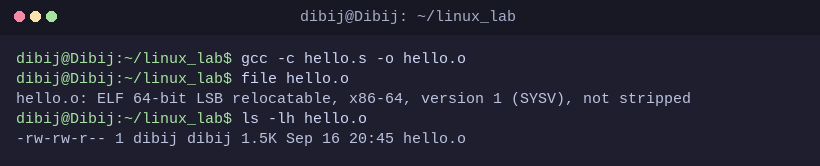 dibij@Dibij: ~/linux_lab
dibij@Dibij:~/linux_lab$ gcc -c hello.s -o hello.o
dibij@Dibij:~/linux_lab$ file hello.o
hello.o: ELF 64-bit LSB relocatable, x86-64, version 1 (SYSV), not stripped
dibij@Dibij:~/linux_lab$ ls -lh hello.o
-rw-rw-r-- 1 dibij dibij 1.5K Sep 16 20:45 hello.o